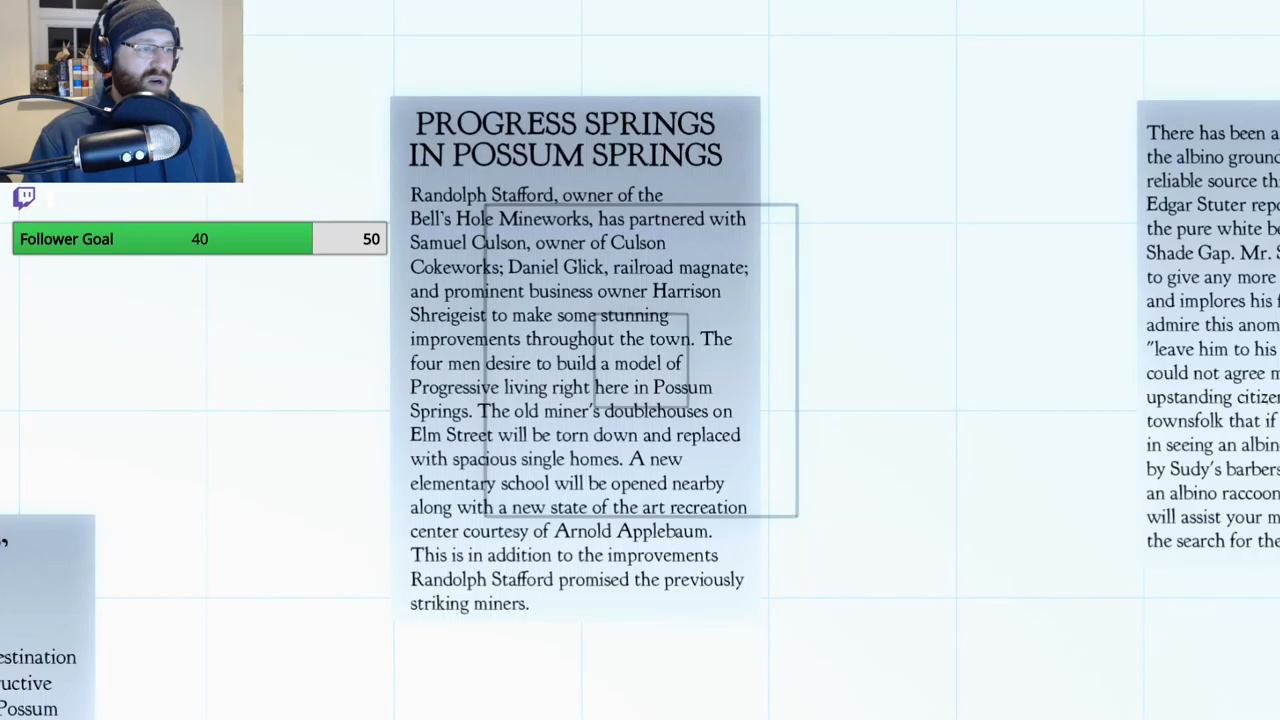 Follower Goal 40 50
PROGRESS SPRINGS
IN POSSUM SPRINGS
Randolph Stafford, owner of the
Bell's Hole Mineworks, has partnered with
Samuel Culson, owner of Culson
Cokeworks; Daniel Glick, railroad magnate;
and prominent business owner Harrison
Shreigeist to make some stunning
improvements throughout the town. The
four men desire to build a model of
Progressive living right here in Possum
Springs. The old miner's doublehouses on
Elm Street will be torn down and replaced
with spacious single homes. A new
elementary school will be opened nearby
along with a new state of the art recreation
center courtesy of Arnold Applebaum.
This is in addition to the improvements
Randolph Stafford promised the previously
striking miners.
”
estination
uctive
Possum
There has been a
the albino ground
reliable source th
Edgar Stuter repo
the pure white be
Shade Gap. Mr. S
to give any more
and implores his f
admire this anom
"leave him to his
could not agree m
upstanding citize
townsfolk that if
in seeing an albin
by Sudy's barbers
an albino raccoon
will assist your m
the search for the